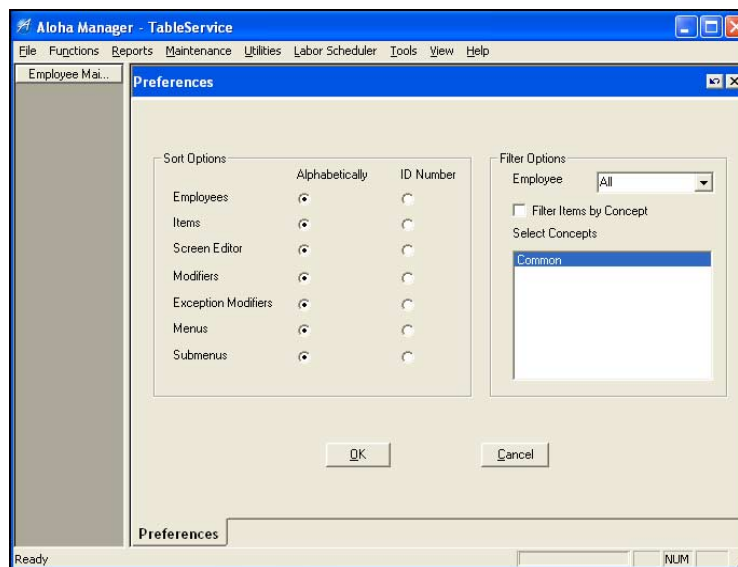 Aloha Manager - TableService
File Functions Reports Maintenance Utilities Labor Scheduler Tools View Help
Employee Mai...
Preferences
Sort Options
Alphabetically ID Number
Employees
Items
Screen Editor
Modifiers
Exception Modifiers
Menus
Submenus
Filter Options
Employee All
Filter Items by Concept
Select Concepts
Common
OK Cancel
Preferences
Ready NUM